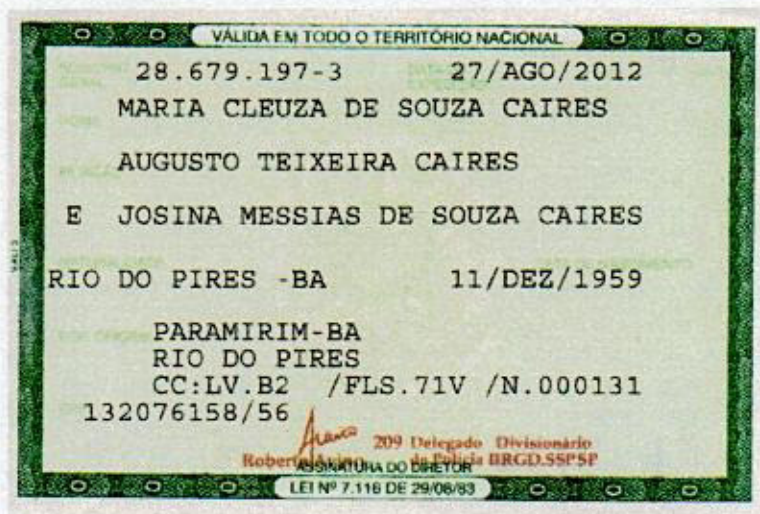 VÁLIDA EM TODO O TERRITÓRIO NACIONAL
28.679.197-3 27/AGO/2012
MARIA CLEUZA DE SOUZA CAIRES
AUGUSTO TEIXEIRA CAIRES
E JOSINA MESSIAS DE SOUZA CAIRES
RIO DO PIRES -BA 11/DEZ/1959
PARAMIRIM-BA
RIO DO PIRES
CC:LV.B2 /FLS.71V /N.000131
132076158/56
209 Delegado Divisionário
de Polícia IIRGD.SSPSP
ASSINATURA DO DIRETOR
LEI Nº 7.116 DE 29/08/83